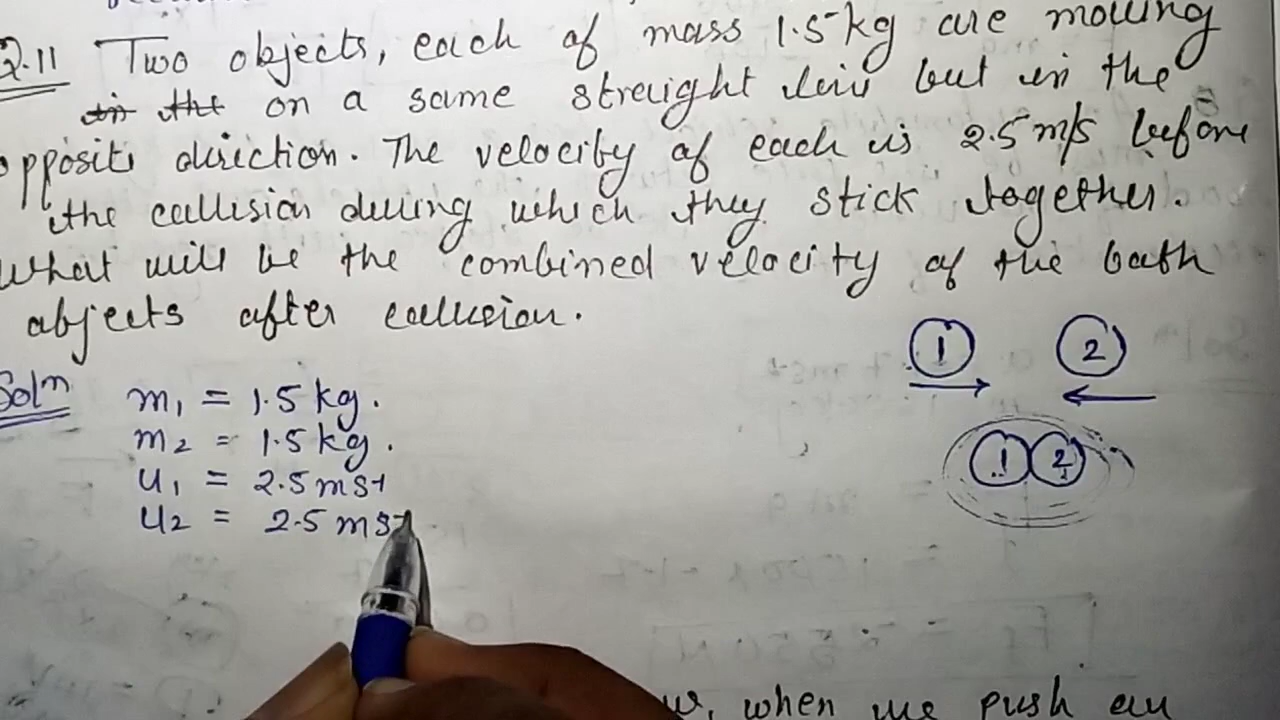 Q.11 Two objects, each of mass 1.5 kg are moving
on a same straight line but in the
opposite direction. The velocity of each is 2.5 m/s before
the collision during which they stick together.
What will be the combined velocity of the both
objects after collision.
1 2
Solⁿ m₁ = 1.5 kg.
m₂ = 1.5 kg.
1 2
u₁ = 2.5 ms⁻¹
u₂ = 2.5 ms⁻¹
when we push an